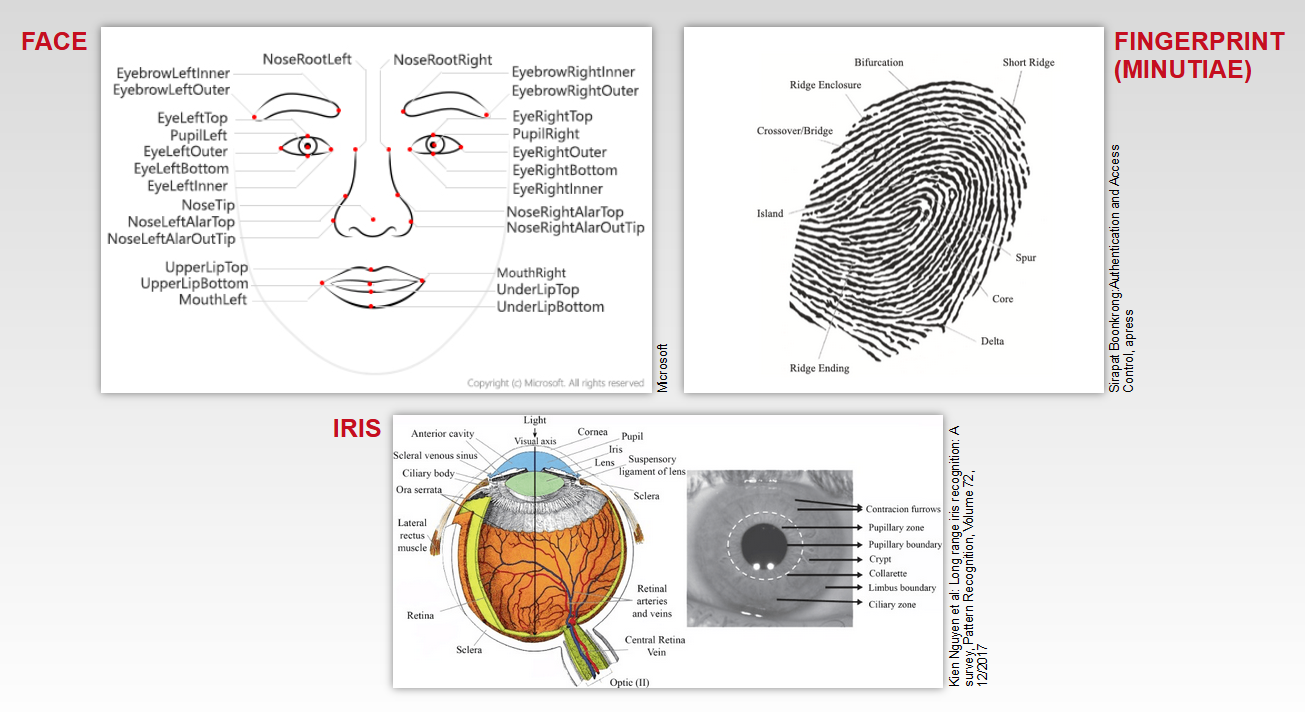 FACE
NoseRootLeft
NoseRootRight
EyebrowLeftInner
EyebrowLeftOuter
EyebrowRightInner
EyebrowRightOuter
EyeLeftTop
PupilLeft
EyeLeftOuter
EyeLeftBottom
EyeLeftInner
EyeRightTop
PupilRight
EyeRightOuter
EyeRightBottom
EyeRightInner
NoseTip
NoseLeftAlarTop
NoseLeftAlarOutTip
NoseRightAlarTop
NoseRightAlarOutTip
UpperLipTop
UpperLipBottom
MouthLeft
MouthRight
UnderLipTop
UnderLipBottom
Copyright (c) Microsoft. All rights reserved
Microsoft
FINGERPRINT
(MINUTIAE)
Bifurcation
Short Ridge
Ridge Enclosure
Crossover/Bridge
Island
Spur
Core
Delta
Ridge Ending
Sirapat Boonkrong:Authentication and Access
Control, apress
IRIS
Light
Visual axis
Anterior cavity
Scleral venous sinus
Ciliary body
Ora serrata
Lateral
rectus
muscle
Retina
Sclera
Cornea
Pupil
Iris
Lens
Suspensory
ligament of lens
Sclera
Retinal
arteries
and veins
Central Retina
Vein
Optic (II)
Contracion furrows
Pupillary zone
Pupillary boundary
Crypt
Collarette
Limbus boundary
Ciliary zone
Kien Nguyen et al: Long range iris recognition: A
survey, Pattern Recognition, Volume 72,
12/2017